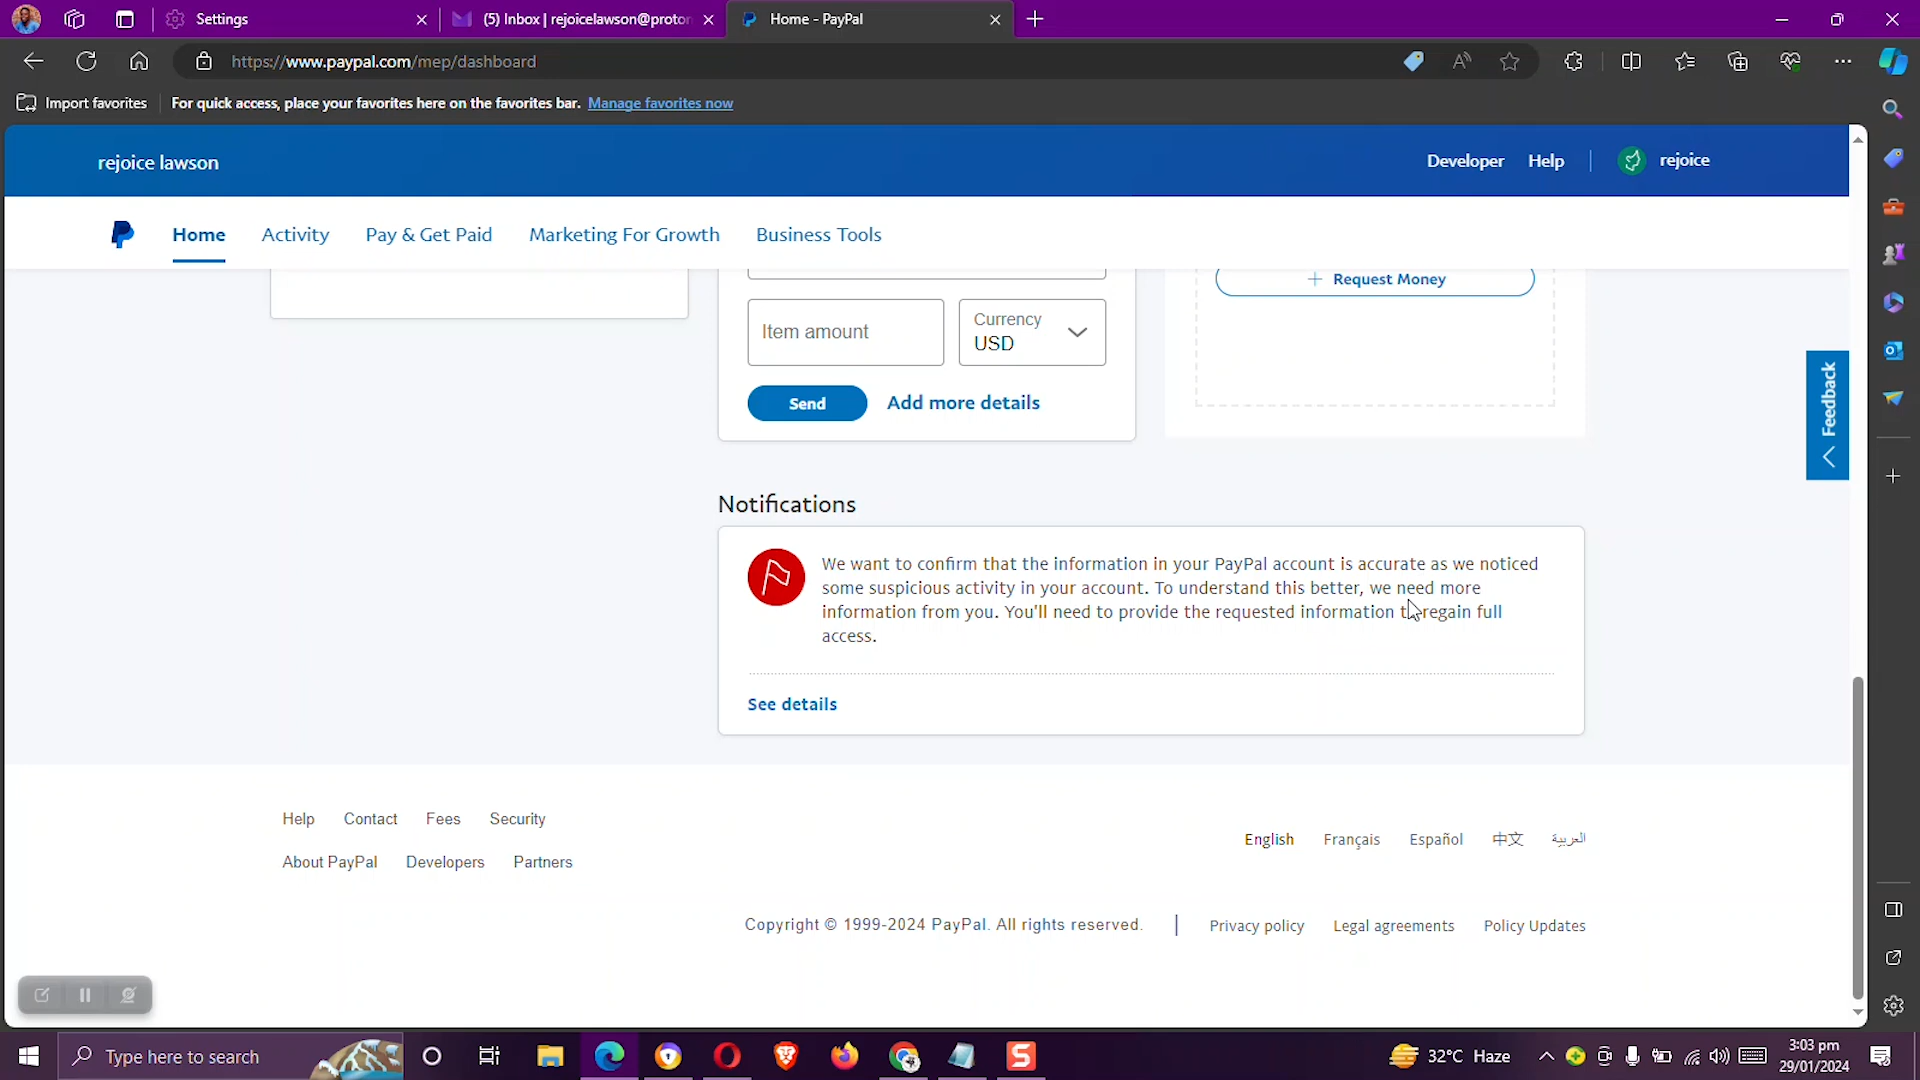 Settings
(5) Inbox | rejoicelawson@proton
Home - PayPal
https://www.paypal.com/mep/dashboard
Import favorites
For quick access, place your favorites here on the favorites bar. Manage favorites now
rejoice lawson
Developer
Help
rejoice
Home
Activity
Pay & Get Paid
Marketing For Growth
Business Tools
Request Money
Item amount
Currency
USD
Send
Add more details
Feedback
Notifications
We want to confirm that the information in your PayPal account is accurate as we noticed
some suspicious activity in your account. To understand this better, we need more
information from you. You'll need to provide the requested information to regain full
access.
See details
Help
Contact
Fees
Security
About PayPal
Developers
Partners
English
Français
Español
中文
العربية
Copyright © 1999-2024 PayPal. All rights reserved.
Privacy policy
Legal agreements
Policy Updates
Type here to search
32°C Haze
3:03 pm
29/01/2024